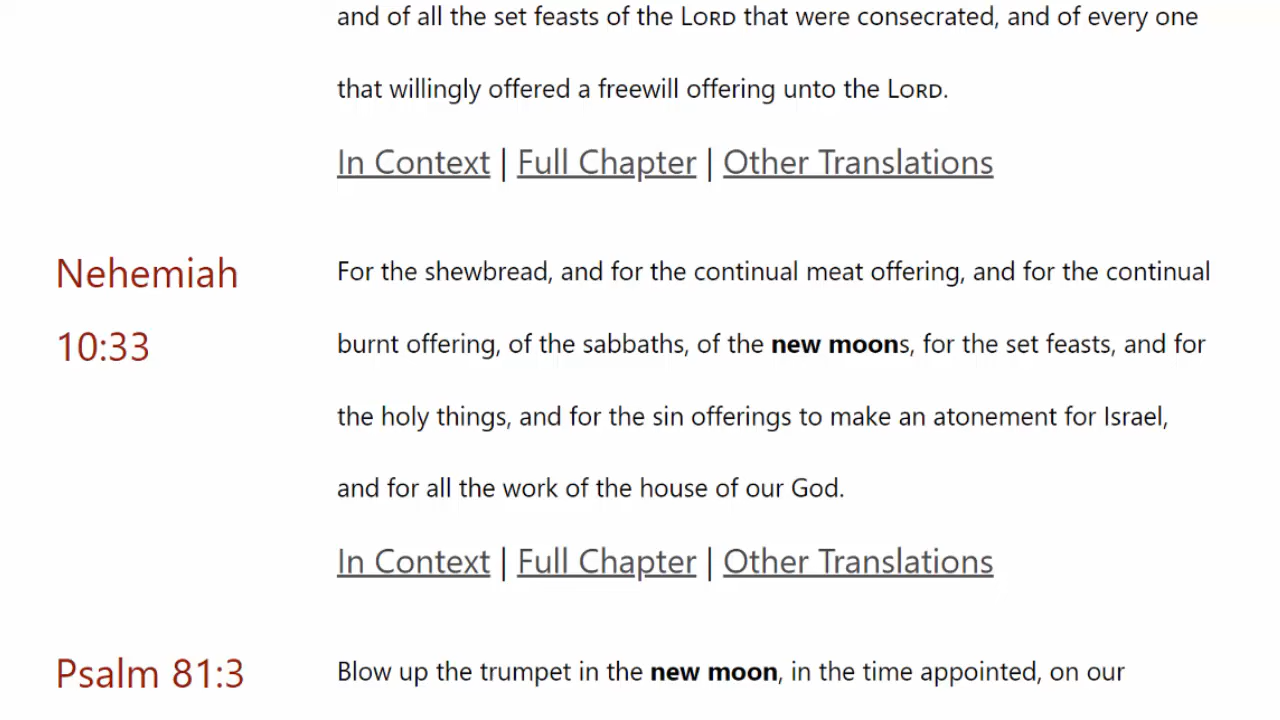 and of all the set feasts of the LORD that were consecrated, and of every one
that willingly offered a freewill offering unto the LORD.
In Context | Full Chapter | Other Translations
Nehemiah
10:33
For the shewbread, and for the continual meat offering, and for the continual
burnt offering, of the sabbaths, of the new moons, for the set feasts, and for
the holy things, and for the sin offerings to make an atonement for Israel,
and for all the work of the house of our God.
In Context | Full Chapter | Other Translations
Psalm 81:3
Blow up the trumpet in the new moon, in the time appointed, on our